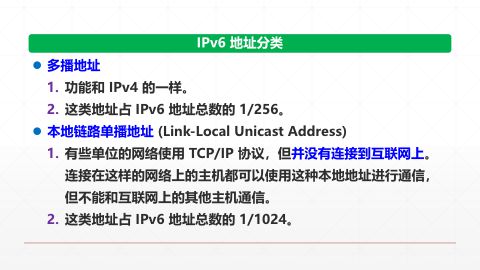 IPv6 地址分类
多播地址
1. 功能和 IPv4 的一样。
2. 这类地址占 IPv6 地址总数的 1/256。
本地链路单播地址 (Link-Local Unicast Address)
1. 有些单位的网络使用 TCP/IP 协议，但并没有连接到互联网上。
连接在这样的网络上的主机都可以使用这种本地地址进行通信，
但不能和互联网上的其他主机通信。
2. 这类地址占 IPv6 地址总数的 1/1024。